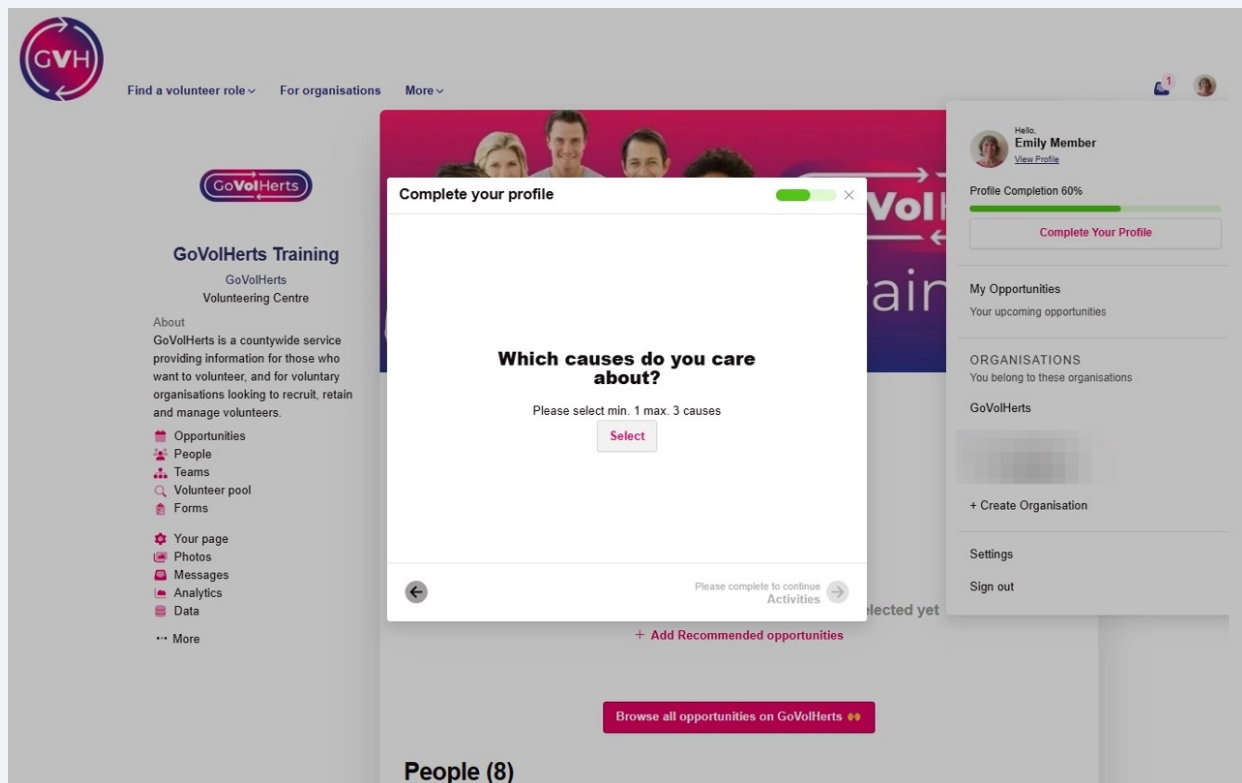 GVH
Find a volunteer role
For organisations
More
1
GoVolHerts
GoVolHerts Training
GoVolHerts
Volunteering Centre
About
GoVolHerts is a countywide service
providing information for those who
want to volunteer, and for voluntary
organisations looking to recruit, retain
and manage volunteers.
Opportunities
People
Teams
Volunteer pool
Forms
Your page
Photos
Messages
Analytics
Data
More
Complete your profile
Which causes do you care
about?
Please select min. 1 max. 3 causes
Select
Please complete to continue
Activities
+ Add Recommended opportunities
Browse all opportunities on GoVolHerts
People (8)
Hello,
Emily Member
View Profile
Profile Completion 60%
Complete Your Profile
My Opportunities
Your upcoming opportunities
ORGANISATIONS
You belong to these organisations
GoVolHerts
+ Create Organisation
Settings
Sign out
yet